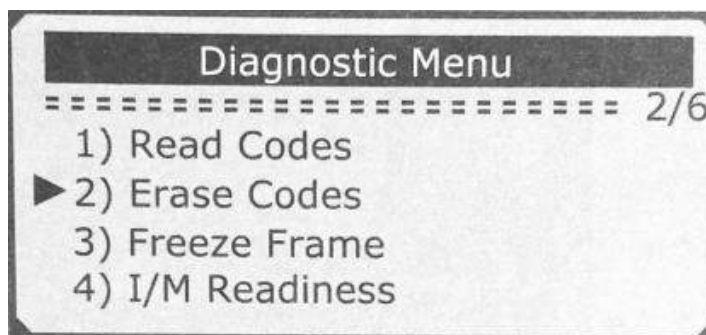 Diagnostic Menu
======================= 2/6
1) Read Codes
▶2) Erase Codes
3) Freeze Frame
4) I/M Readiness